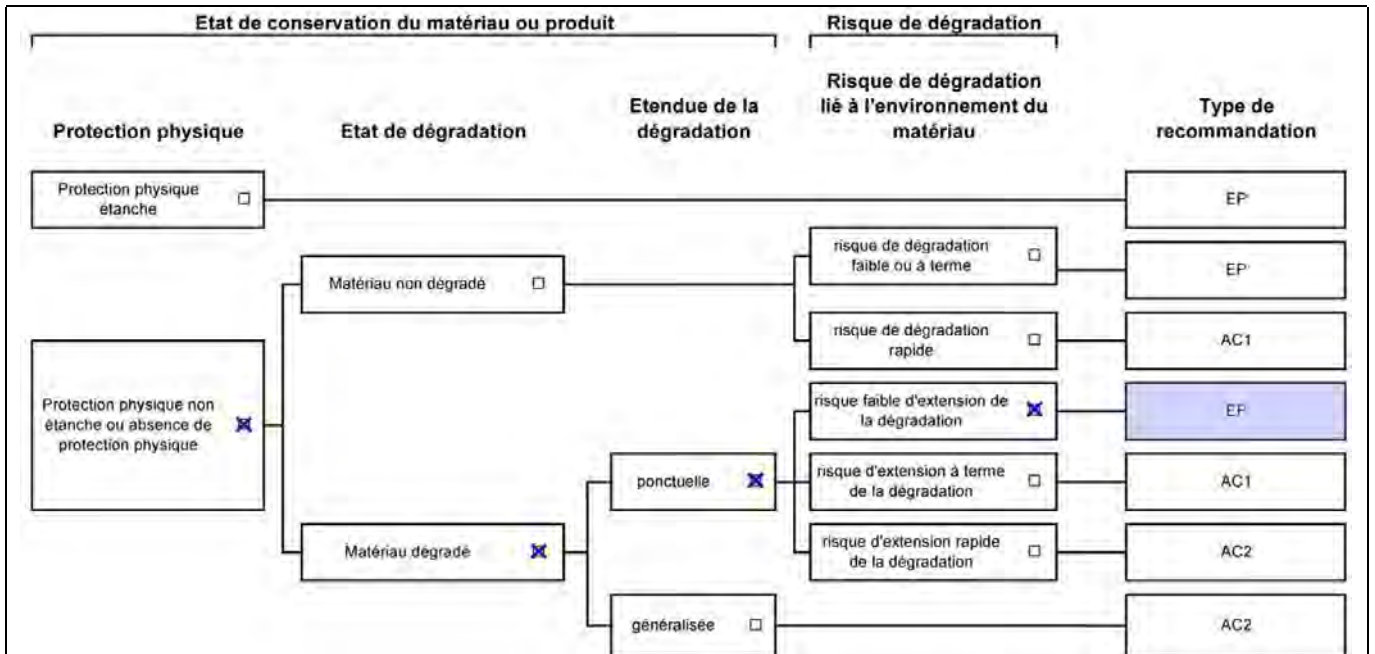 Etat de conservation du matériau ou produit
Risque de dégradation
Protection physique
Etat de dégradation
Etendue de la
dégradation
Risque de dégradation
lié à l'environnement du
matériau
Type de
recommandation
Protection physique
étanche
EP
Matériau non dégradé
risque de dégradation
faible ou à terme
EP
risque de dégradation
rapide
AC1
Protection physique non
étanche ou absence de
protection physique
risque faible d'extension de
la dégradation
EP
ponctuelle
risque d'extension à terme
de la dégradation
AC1
Matériau dégradé
risque d'extension rapide
de la dégradation
AC2
généralisée
AC2